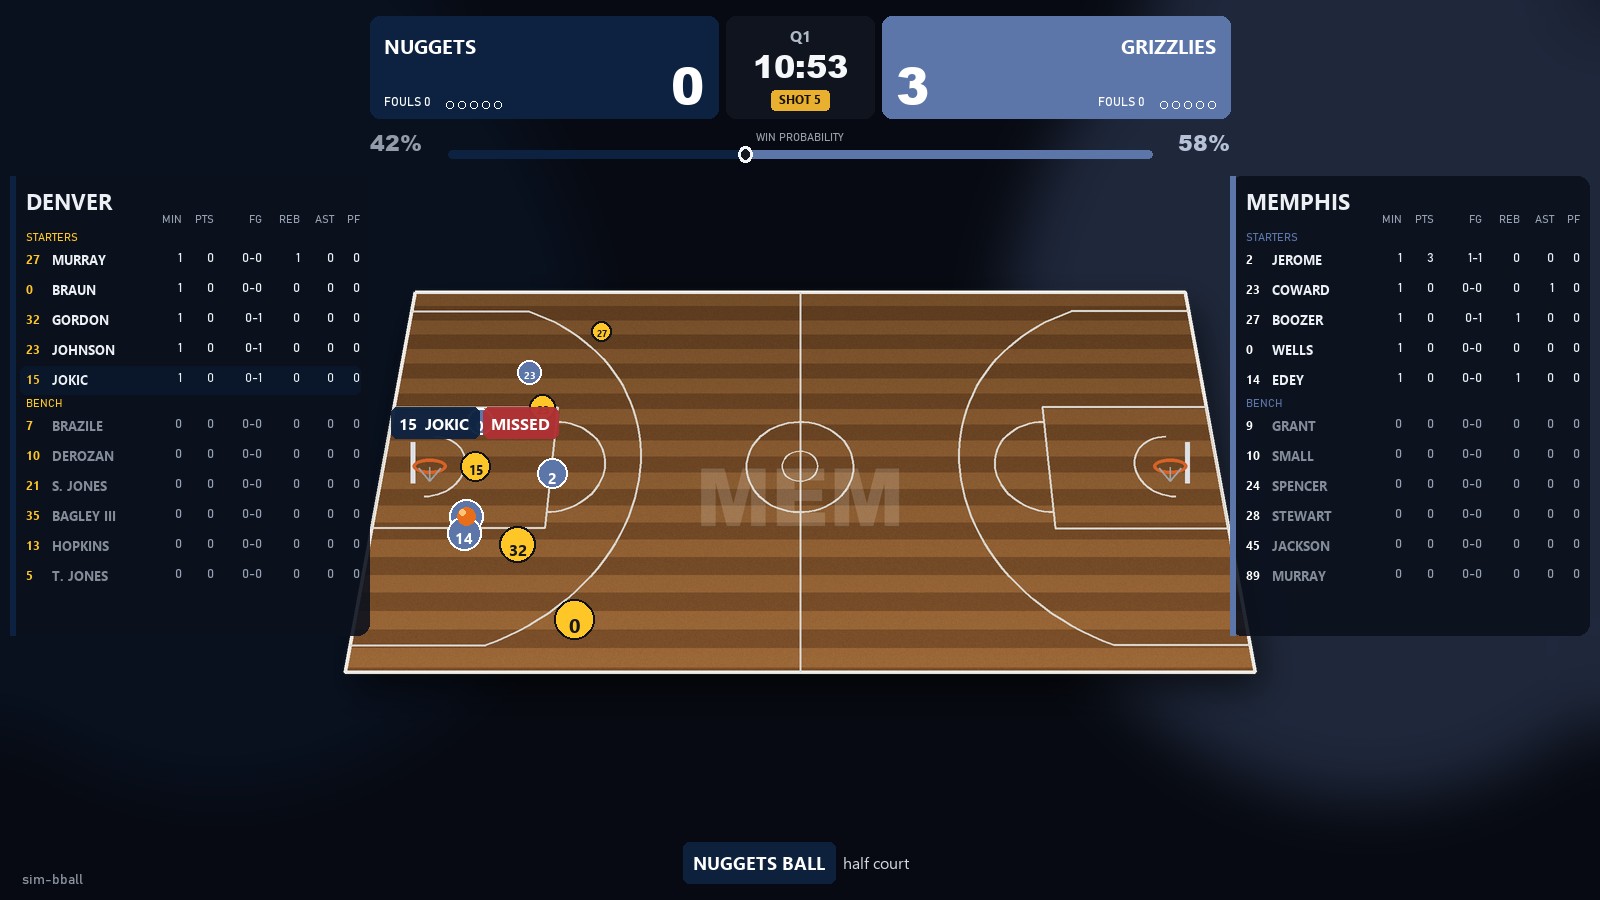 NUGGETS
0
FOULS 0
Q1
10:53
SHOT 5
GRIZZLIES
3
FOULS 0
42%
WIN PROBABILITY
58%
DENVER
MIN PTS FG REB AST PF
STARTERS
27 MURRAY 1 0 0-0 1 0 0
0 BRAUN 1 0 0-0 0 0 0
32 GORDON 1 0 0-1 0 0 0
23 JOHNSON 1 0 0-1 0 0 0
15 JOKIC 1 0 0-1 0 0 0
BENCH
7 BRAZILE 0 0 0-0 0 0 0
10 DEROZAN 0 0 0-0 0 0 0
21 S. JONES 0 0 0-0 0 0 0
35 BAGLEY III 0 0 0-0 0 0 0
13 HOPKINS 0 0 0-0 0 0 0
5 T. JONES 0 0 0-0 0 0 0
27
23
15 JOKIC MISSED
15
2
14
32
0
MEM
MEMPHIS
MIN PTS FG REB AST PF
STARTERS
2 JEROME 1 3 1-1 0 0 0
23 COWARD 1 0 0-0 0 1 0
27 BOOZER 1 0 0-1 1 0 0
0 WELLS 1 0 0-0 0 0 0
14 EDEY 1 0 0-0 1 0 0
BENCH
9 GRANT 0 0 0-0 0 0 0
10 SMALL 0 0 0-0 0 0 0
24 SPENCER 0 0 0-0 0 0 0
28 STEWART 0 0 0-0 0 0 0
45 JACKSON 0 0 0-0 0 0 0
89 MURRAY 0 0 0-0 0 0 0
NUGGETS BALL half court
sim-bball